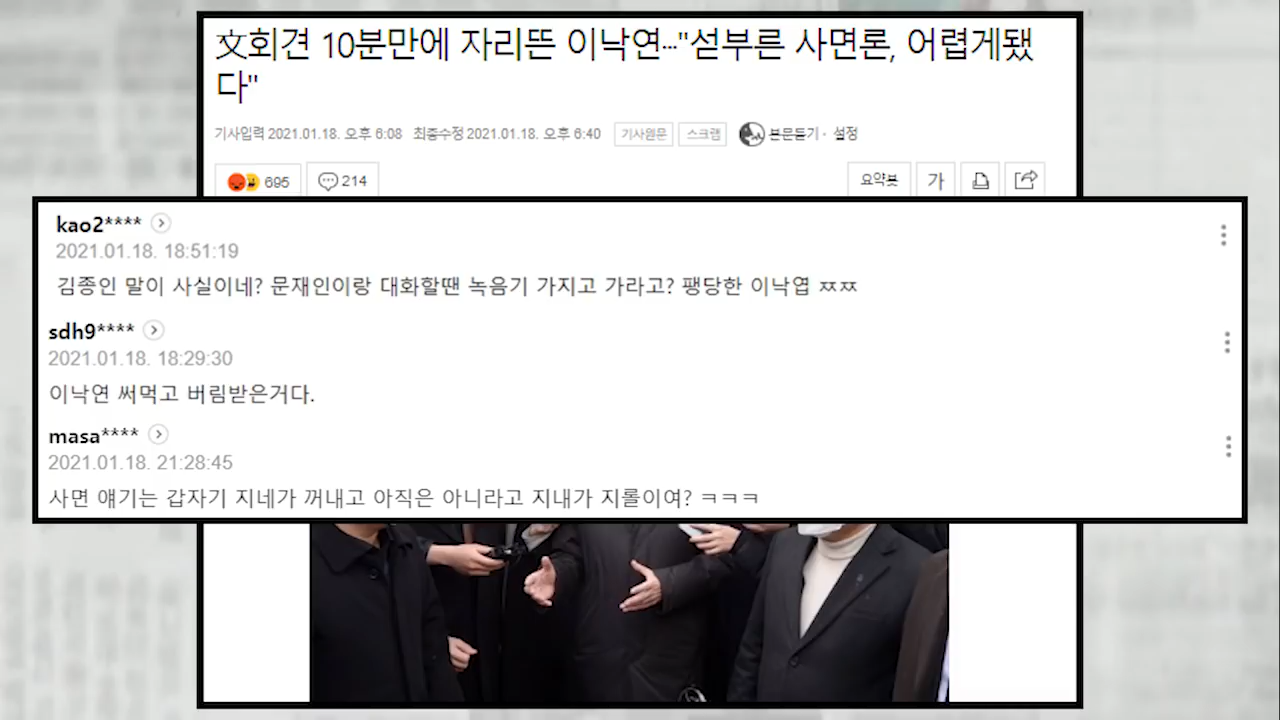 文회견 10분만에 자리뜬 이낙연…"섣부른 사면론, 어렵게됐
다"
기사입력 2021.01.18. 오후 6:08 최종수정 2021.01.18. 오후 6:40 기사원문 스크랩 본문듣기 · 설정
695 214 요약봇 가
kao2****
2021.01.18. 18:51:19
김종인 말이 사실이네? 문재인이랑 대화할땐 녹음기 가지고 가라고? 팽당한 이낙엽 ㅉㅉ
sdh9****
2021.01.18. 18:29:30
이낙연 써먹고 버림받은거다.
masa****
2021.01.18. 21:28:45
사면 얘기는 갑자기 지네가 꺼내고 아직은 아니라고 지내가 지롤이여? ㅋㅋㅋ